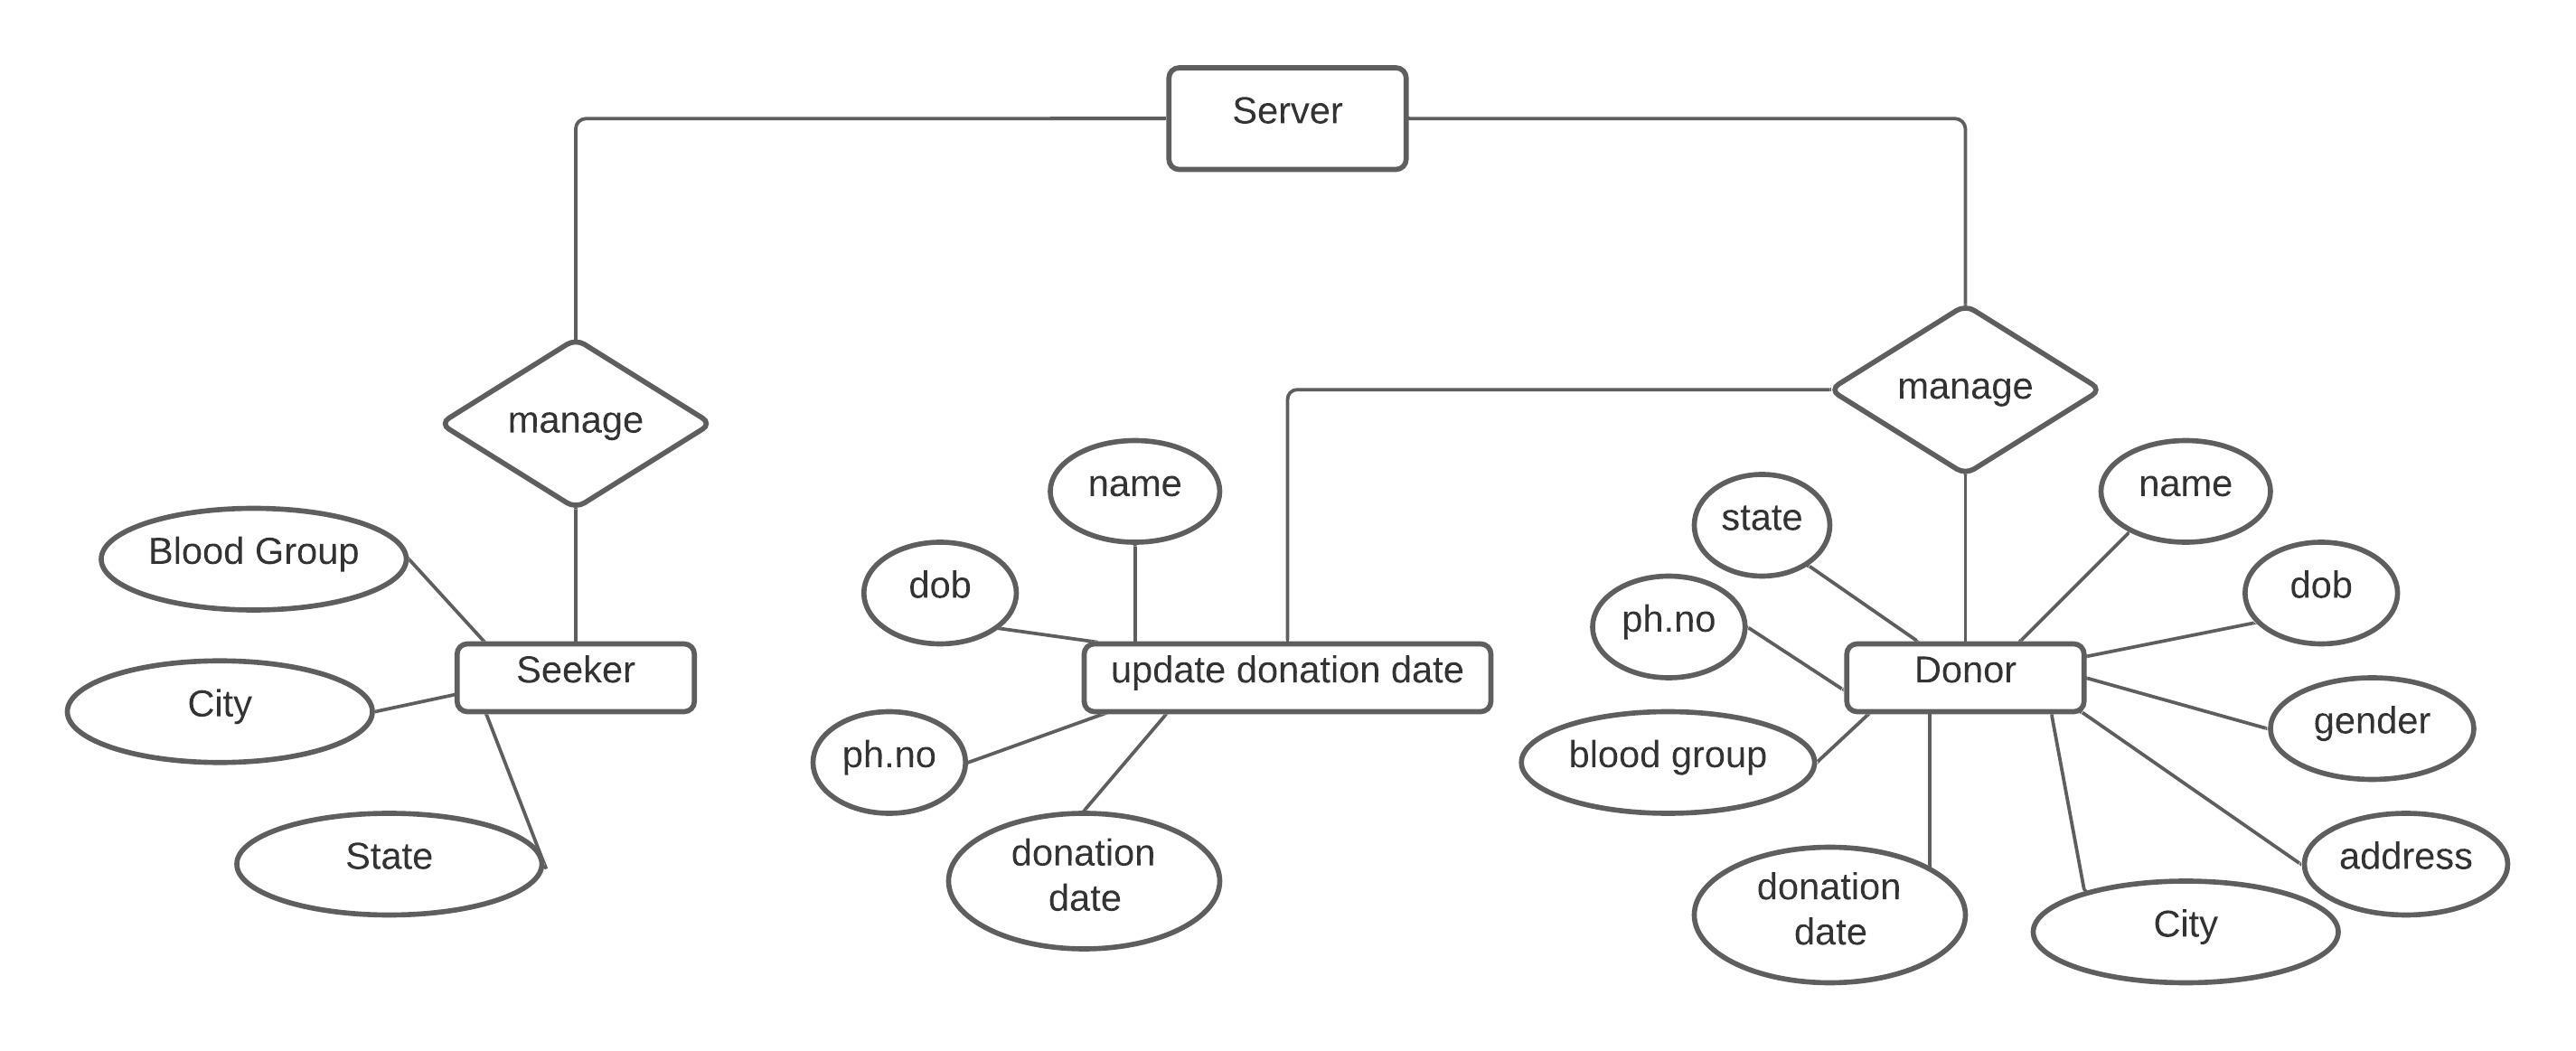 Server
manage
manage
name
name
state
Blood Group
dob
dob
ph.no
Seeker
update donation date
Donor
City
gender
ph.no
blood group
State
donation
date
address
donation
date
City